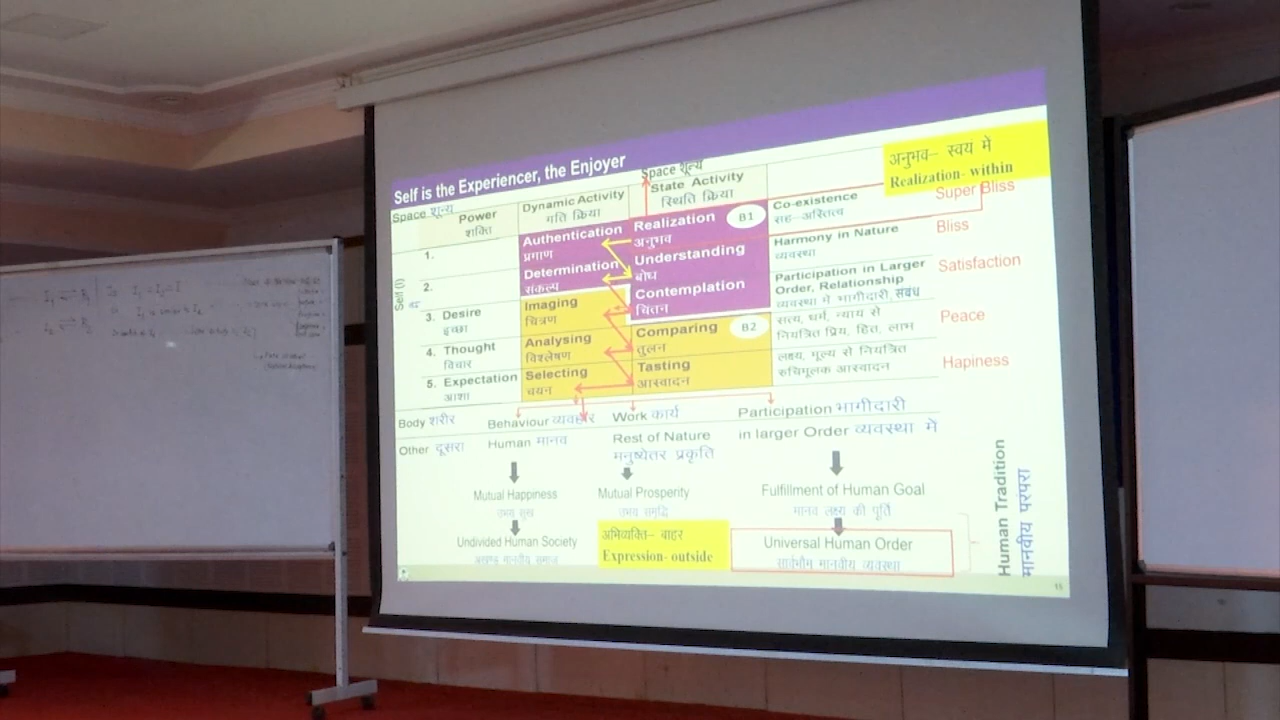 Self is the Experiencer, the Enjoyer
अनुभव– स्वयं में
Realization- within
Space शून्य
Space शून्य
Power
शक्ति
Dynamic Activity
गति क्रिया
State Activity
स्थिति क्रिया
Self (I)
1.
Authentication
प्रमाण
Realization
अनुभव
B1
Co-existence
सह–अस्तित्व
Super Bliss
2.
Determination
संकल्प
Understanding
बोध
Harmony in Nature
व्यवस्था
Bliss
3. Desire
इच्छा
Imaging
चित्रण
Contemplation
चिंतन
Participation in Larger
Order, Relationship
व्यवस्था में भागीदारी, संबंध
Satisfaction
4. Thought
विचार
Analysing
विश्लेषण
Comparing
तुलन
B2
सत्य, धर्म, न्याय से
नियंत्रित प्रिय, हित, लाभ
Peace
5. Expectation
आशा
Selecting
चयन
Tasting
आस्वादन
लक्ष्य, मूल्य से नियंत्रित
रुचिमूलक आस्वादन
Hapiness
Body शरीर
Behaviour व्यवहार
Work कार्य
Participation भागीदारी
Other दूसरा
Human मानव
Rest of Nature
मनुष्येतर प्रकृति
in larger Order व्यवस्था में
Mutual Happiness
उभय सुख
Mutual Prosperity
उभय समृद्धि
Fulfillment of Human Goal
मानव लक्ष्य की पूर्ति
Undivided Human Society
अखण्ड मानवीय समाज
अभिव्यक्ति– बाहर
Expression- outside
Universal Human Order
सार्वभौम मानवीय व्यवस्था
Human Tradition
मानवीय परंपरा